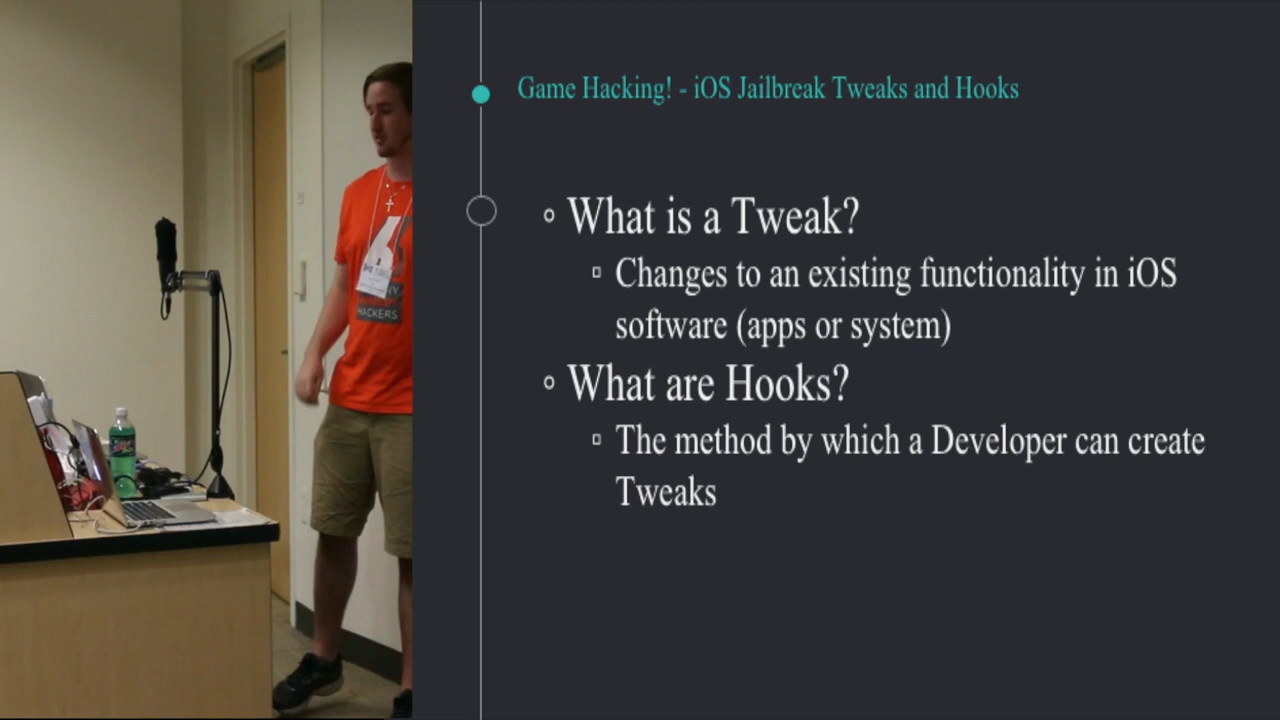 Game Hacking! - iOS Jailbreak Tweaks and Hooks
What is a Tweak?
Changes to an existing functionality in iOS
software (apps or system)
What are Hooks?
The method by which a Developer can create
Tweaks
HACKERS